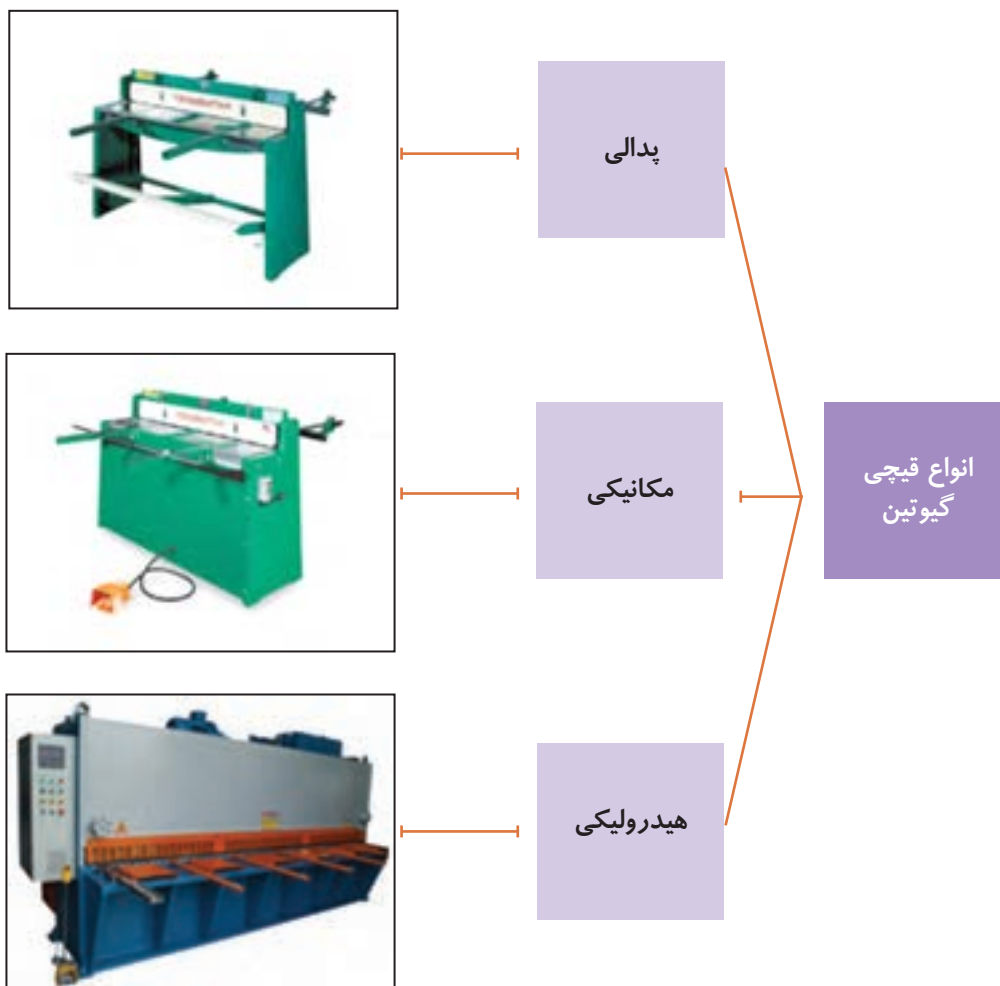 انواع قیچی
گیوتین
پدالی
مکانیکی
هیدرولیکی